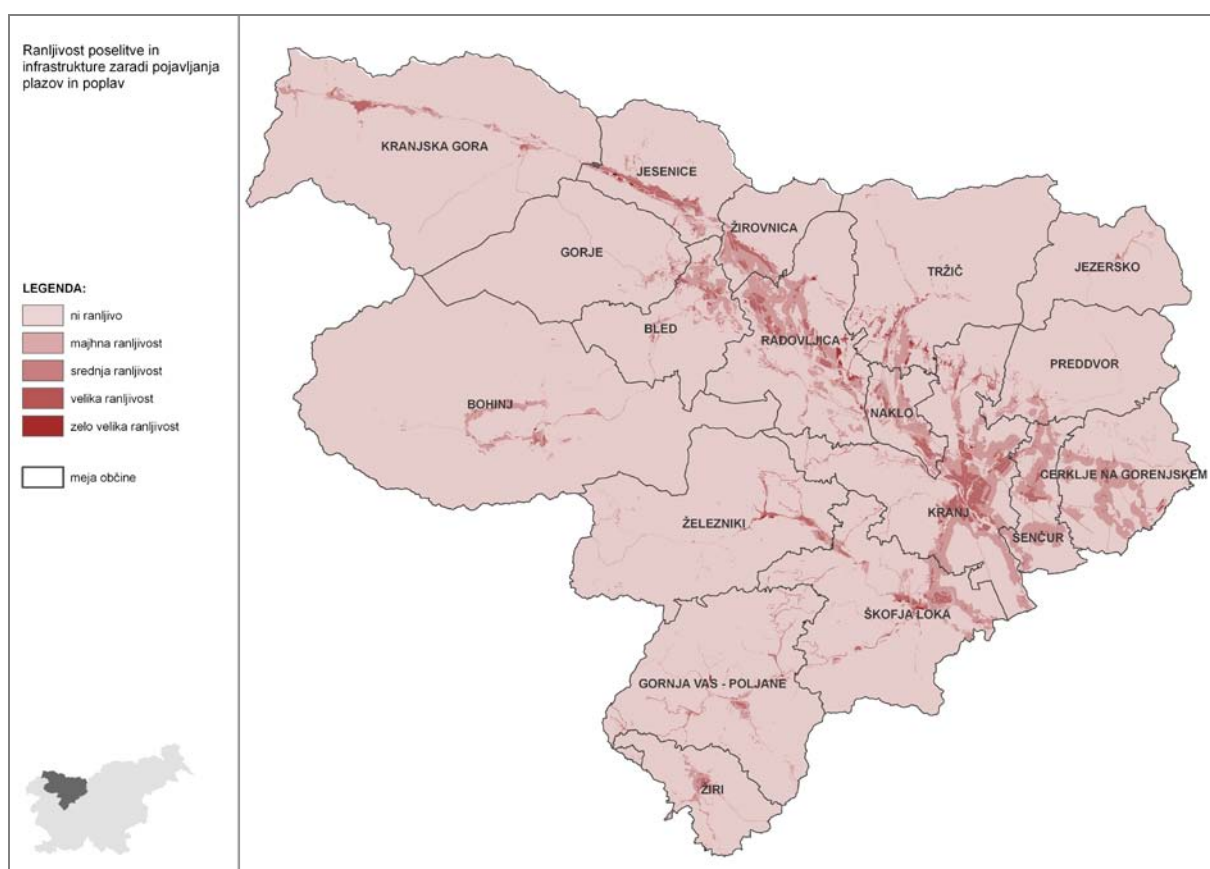 Ranljivost poselitve in
infrastrukture zaradi pojavljanja
plazov in poplav
LEGENDA:
ni ranljivo
majhna ranljivost
srednja ranljivost
velika ranljivost
zelo velika ranljivost
meja občine
KRANJSKA GORA
JESENICE
ŽIROVNICA
GORJE
TRŽIČ
JEZERSKO
BLED
RADOVLJICA
PREDDVOR
BOHINJ
NAKLO
CERKLJE NA GORENJSKEM
ŽELEZNIKI
KRANJ
ŠENČUR
ŠKOFJA LOKA
GORNJA VAS - POLJANE
ŽIRI